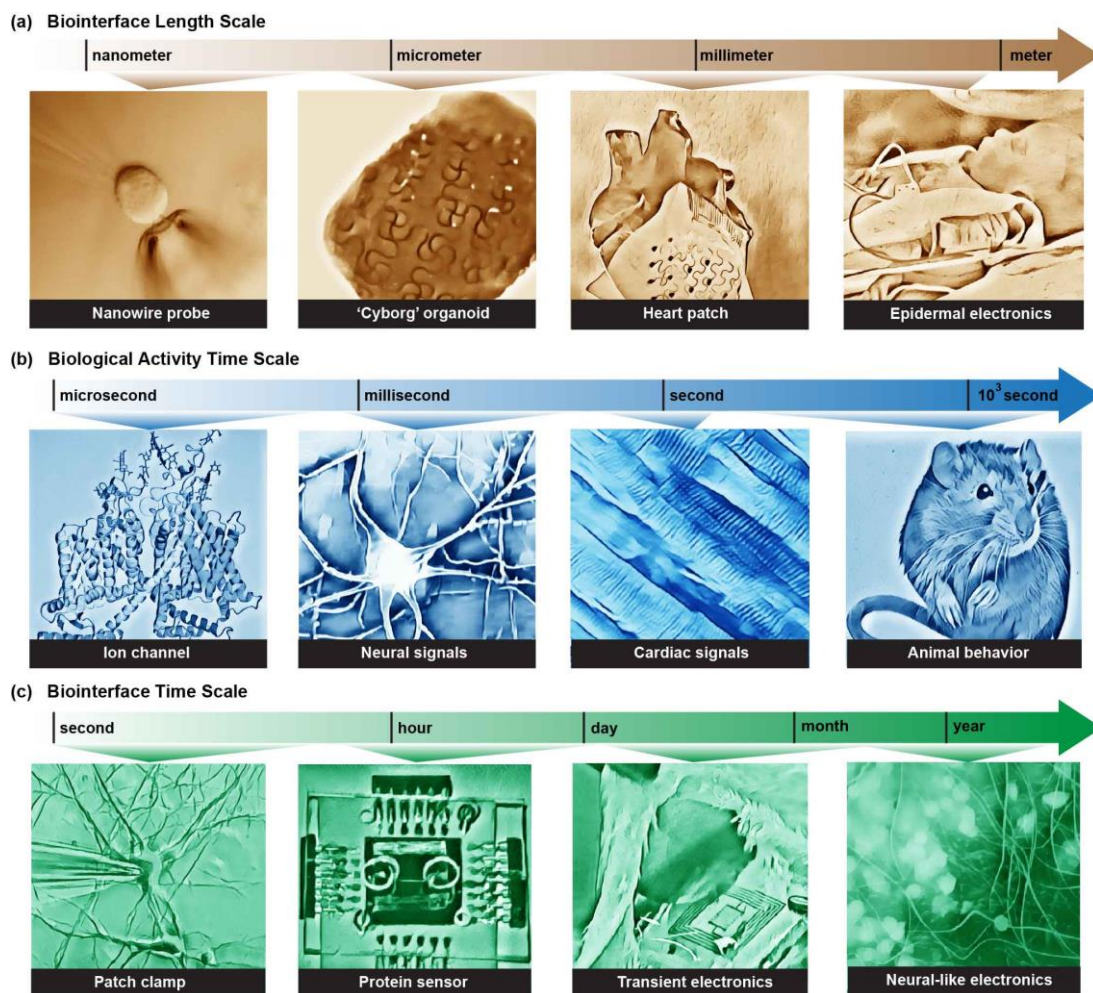 (a) Biointerface Length Scale
nanometer micrometer millimeter meter
Nanowire probe 'Cyborg' organoid Heart patch Epidermal electronics
(b) Biological Activity Time Scale
microsecond millisecond second 10³ second
Ion channel Neural signals Cardiac signals Animal behavior
(c) Biointerface Time Scale
second hour day month year
Patch clamp Protein sensor Transient electronics Neural-like electronics